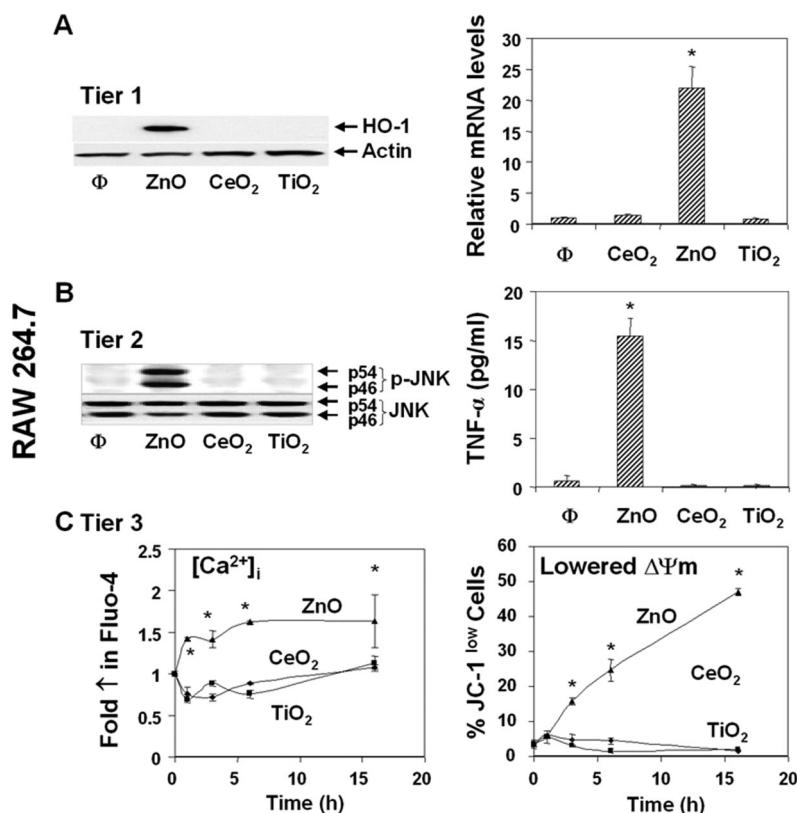 A
Tier 1
HO-1
Actin
Φ ZnO CeO₂ TiO₂
Relative mRNA levels
30
25
20
15
10
5
0
*
Φ CeO₂ ZnO TiO₂
RAW 264.7
B
Tier 2
p54
p46
p-JNK
p54
p46
JNK
Φ ZnO CeO₂ TiO₂
TNF-α (pg/ml)
20
15
10
5
0
*
Φ ZnO CeO₂ TiO₂
C Tier 3
Fold ↑ in Fluo-4
2.5
2
1.5
1
0.5
0
[Ca²⁺]ᵢ
* * * *
ZnO
CeO₂
TiO₂
0 5 10 15 20
Time (h)
% JC-1 ˡᵒʷ Cells
60
50
40
30
20
10
0
Lowered ΔΨm
* * *
ZnO
CeO₂
TiO₂
0 5 10 15 20
Time (h)